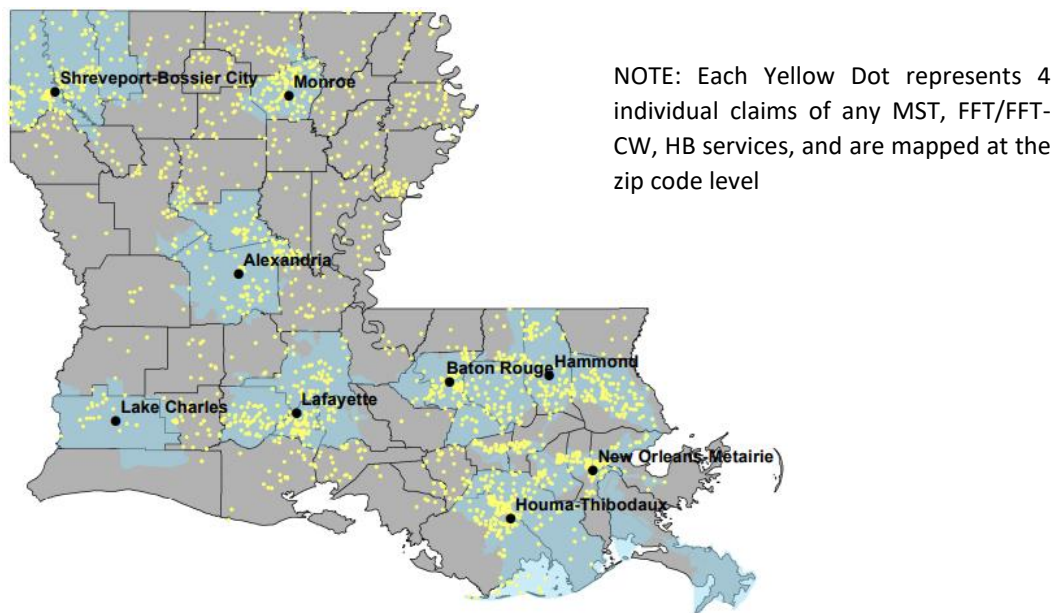 Shreveport-Bossier City
Monroe
NOTE: Each Yellow Dot represents 4
individual claims of any MST, FFT/FFT-
CW, HB services, and are mapped at the
zip code level
Alexandria
Baton Rouge
Hammond
Lake Charles
Lafayette
New Orleans-Metairie
Houma-Thibodaux